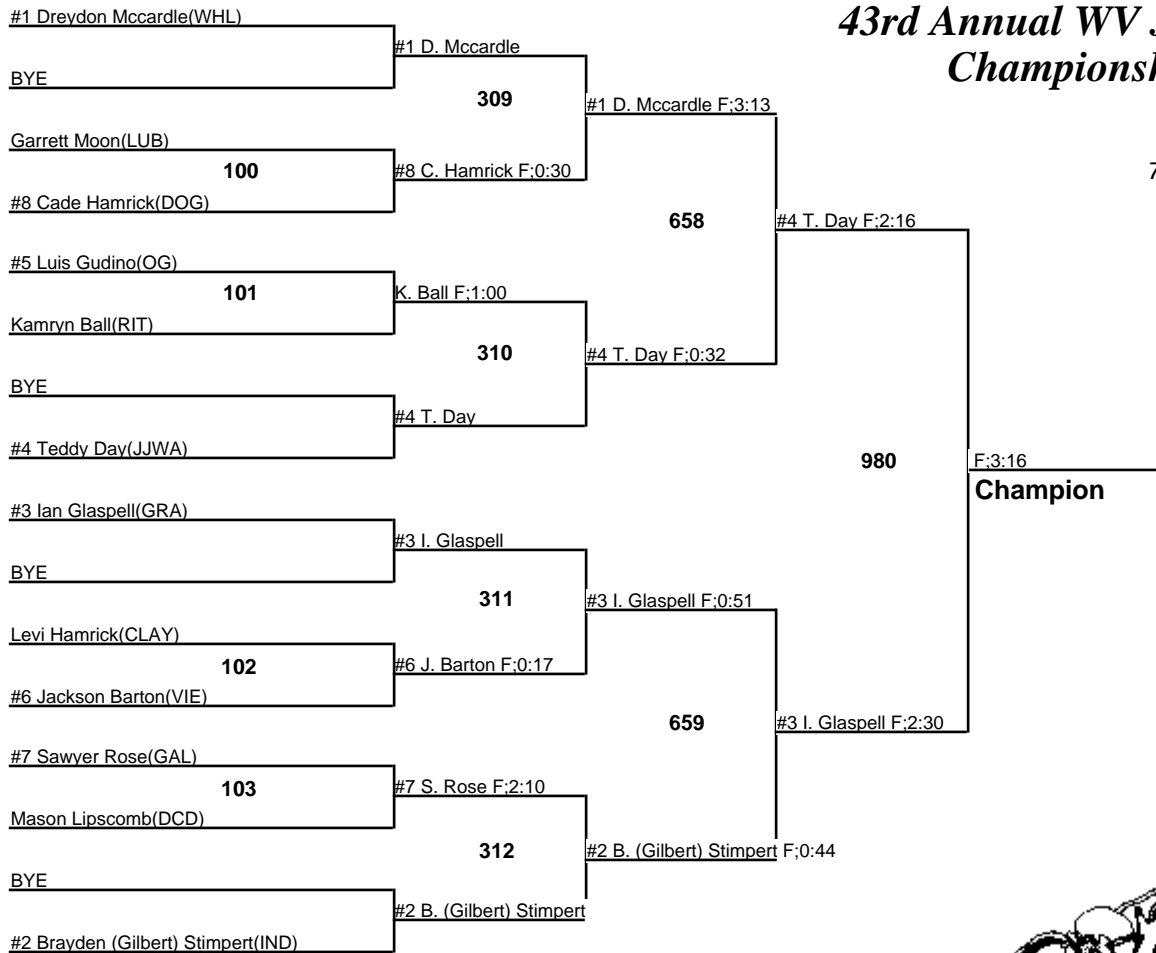 #1 Dreydon Mccardle(WHL)
43rd Annual WV
Championsh
#1 D. Mccardle
BYE
309
#1 D. Mccardle F;3:13
Garrett Moon(LUB)
100
#8 C. Hamrick F;0:30
7
#8 Cade Hamrick(DOG)
658
#4 T. Day F;2:16
#5 Luis Gudino(OG)
101
K. Ball F;1:00
Kamryn Ball(RIT)
310
#4 T. Day F;0:32
BYE
#4 T. Day
#4 Teddy Day(JJWA)
980
F;3:16
Champion
#3 Ian Glaspell(GRA)
#3 I. Glaspell
BYE
311
#3 I. Glaspell F;0:51
Levi Hamrick(CLAY)
102
#6 J. Barton F;0:17
#6 Jackson Barton(VIE)
659
#3 I. Glaspell F;2:30
#7 Sawyer Rose(GAL)
103
#7 S. Rose F;2:10
Mason Lipscomb(DCD)
312
#2 B. (Gilbert) Stimpert F;0:44
BYE
#2 B. (Gilbert) Stimpert
#2 Brayden (Gilbert) Stimpert(IND)